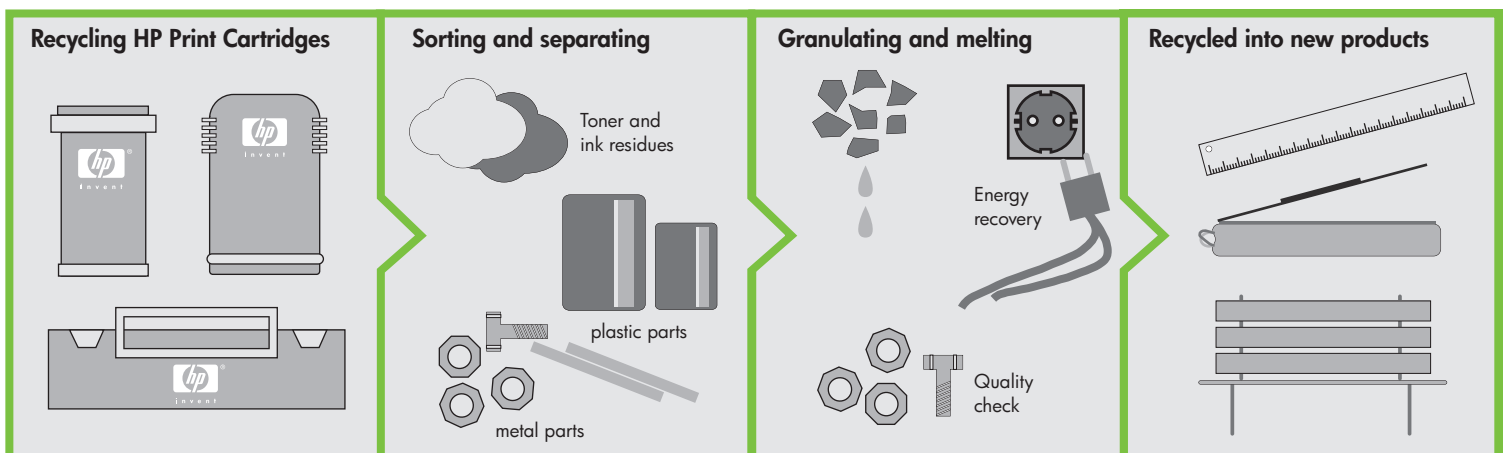 Recycling HP Print Cartridges
hp
invent
®
hp
invent
hp
invent
®
Sorting and separating
Toner and
ink residues
plastic parts
metal parts
Granulating and melting
Energy
recovery
Quality
check
Recycled into new products